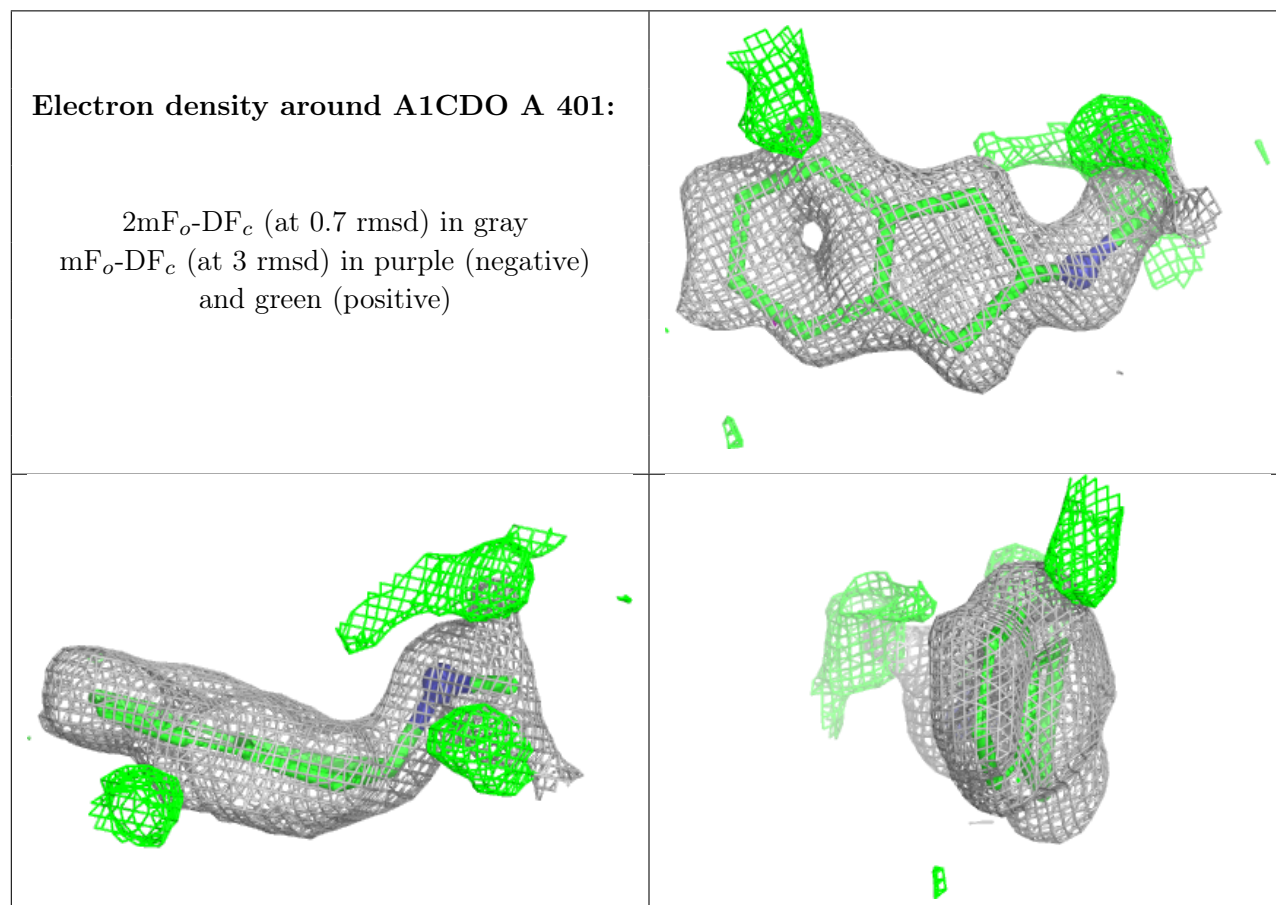 Electron density around A1CDO A 401:
2mFo-DFc (at 0.7 rmsd) in gray
mFo-DFc (at 3 rmsd) in purple (negative)
and green (positive)